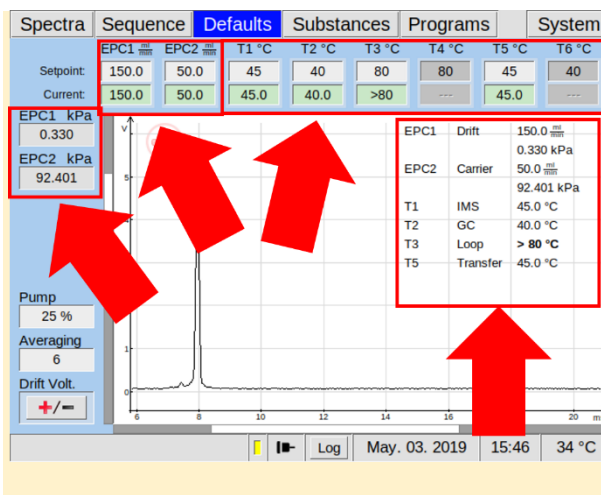 Spectra Sequence Defaults Substances Programs System
EPC1 ml/min EPC2 ml/min T1 °C T2 °C T3 °C T4 °C T5 °C T6 °C
Setpoint: 150.0 50.0 45 40 80 80 45 40
Current: 150.0 50.0 45.0 40.0 >80 --- 45.0 ---
EPC1 kPa
0.330
EPC2 kPa
92.401
Pump
25 %
Averaging
6
Drift Volt.
+/-
V
5
1
0
6 8 10 12 14 16 20 m
EPC1 Drift 150.0 ml/min
0.330 kPa
EPC2 Carrier 50.0 ml/min
92.401 kPa
T1 IMS 45.0 °C
T2 GC 40.0 °C
T3 Loop > 80 °C
T5 Transfer 45.0 °C
Log May. 03. 2019 15:46 34 °C